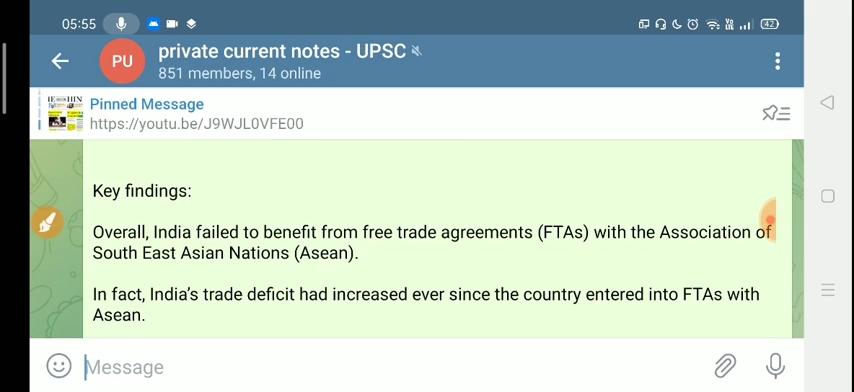 05:55
42
PU
private current notes - UPSC
851 members, 14 online
Pinned Message
https://youtu.be/J9WJL0VFE00
Key findings:
Overall, India failed to benefit from free trade agreements (FTAs) with the Association of
South East Asian Nations (Asean).
In fact, India's trade deficit had increased ever since the country entered into FTAs with
Asean.
Message